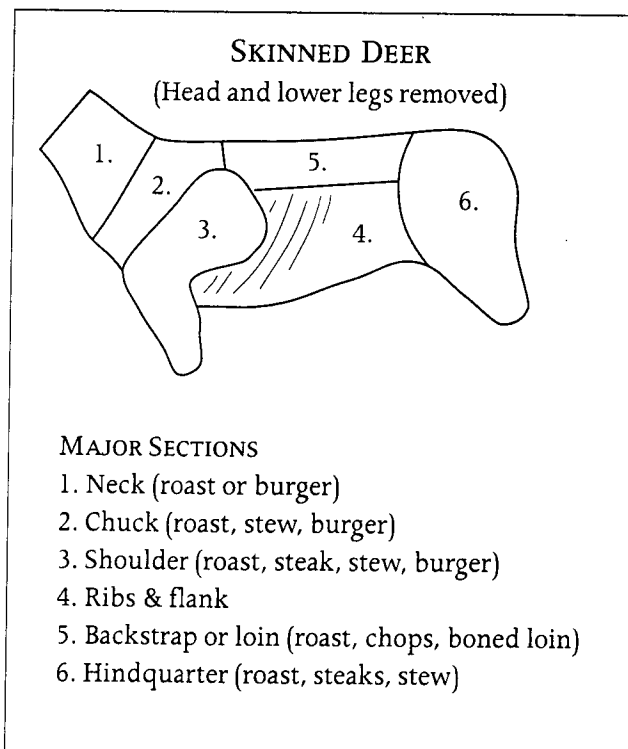 SKINNED DEER
(Head and lower legs removed)
1.
2.
3.
4.
5.
6.
MAJOR SECTIONS
1. Neck (roast or burger)
2. Chuck (roast, stew, burger)
3. Shoulder (roast, steak, stew, burger)
4. Ribs & flank
5. Backstrap or loin (roast, chops, boned loin)
6. Hindquarter (roast, steaks, stew)